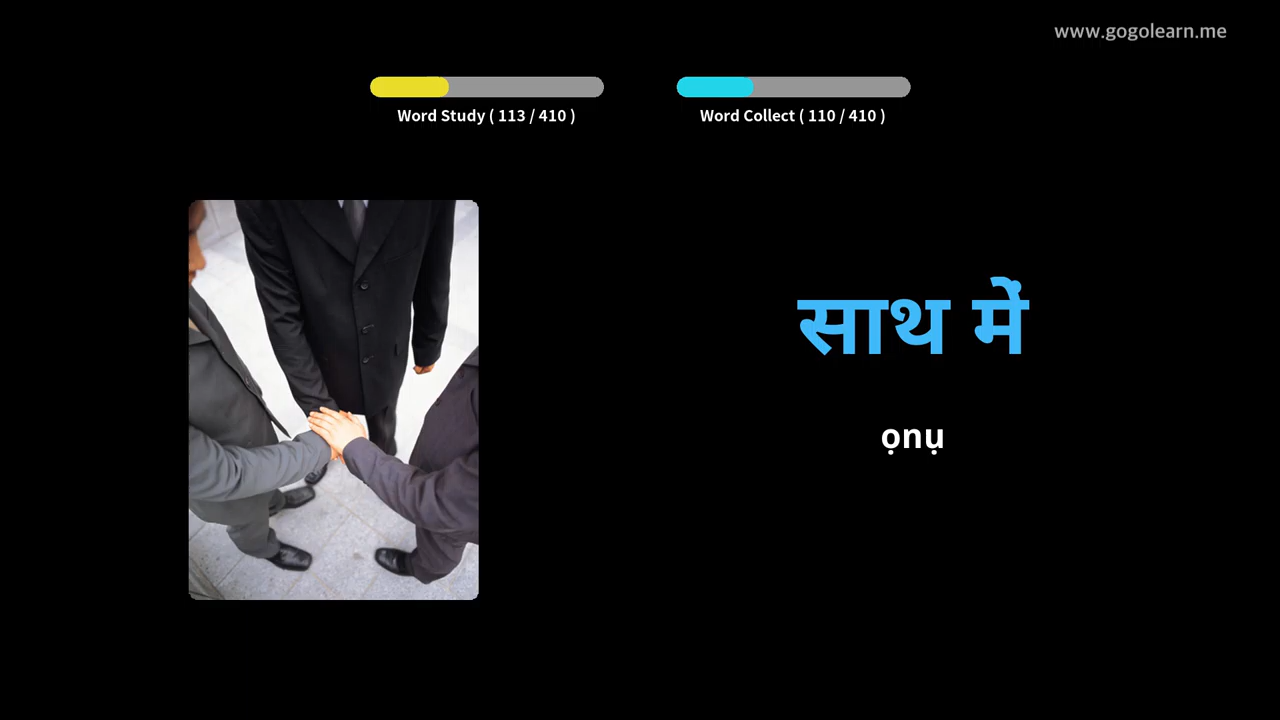 www.gogolearn.me
Word Study ( 113 / 410 )
Word Collect ( 110 / 410 )
साथ में
ọnụ